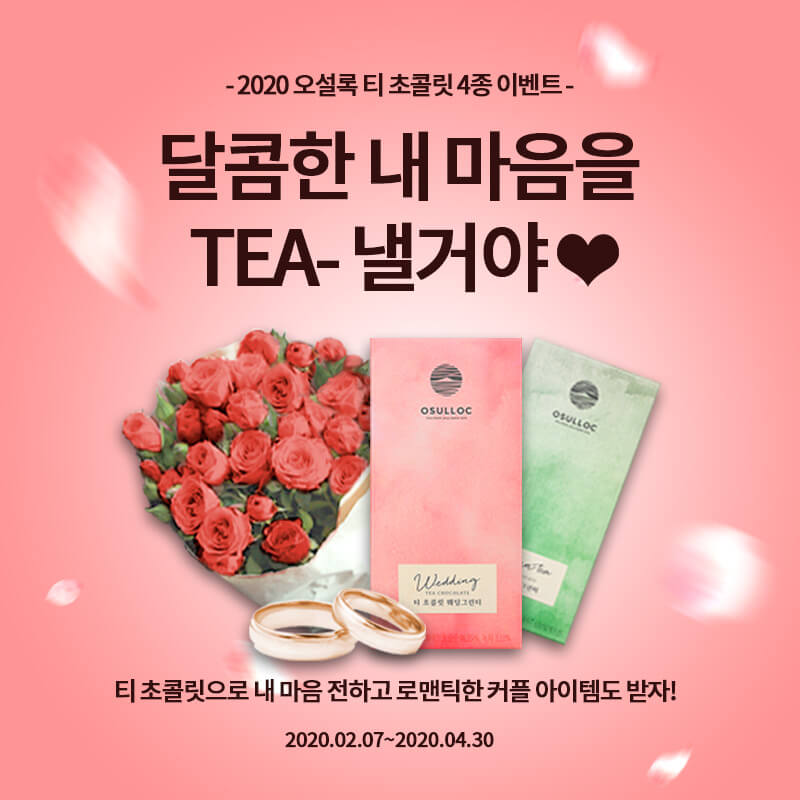 - 2020 오설록 티 초콜릿 4종 이벤트 -
달콤한 내 마음을
TEA- 낼거야❤
OSULLOC
OSULLOC
Wedding
TEA CHOCOLATE
티 초콜릿 웨딩그린티
Tea
티 초콜릿으로 내 마음 전하고 로맨틱한 커플 아이템도 받자!
2020.02.07~2020.04.30